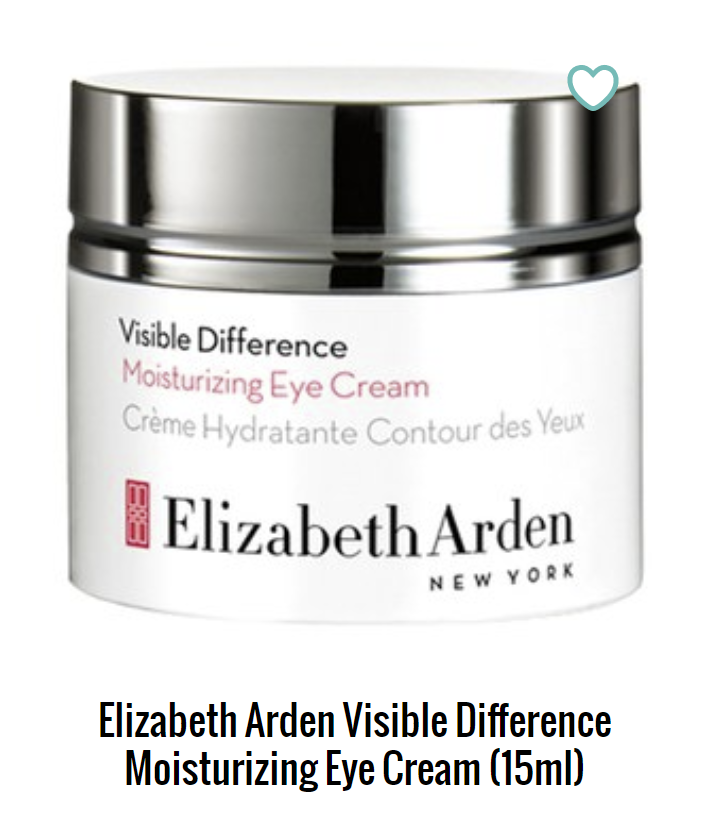 Visible Difference
Moisturizing Eye Cream
Crème Hydratante Contour des Yeux
Elizabeth Arden
NEW YORK
Elizabeth Arden Visible Difference
Moisturizing Eye Cream (15ml)